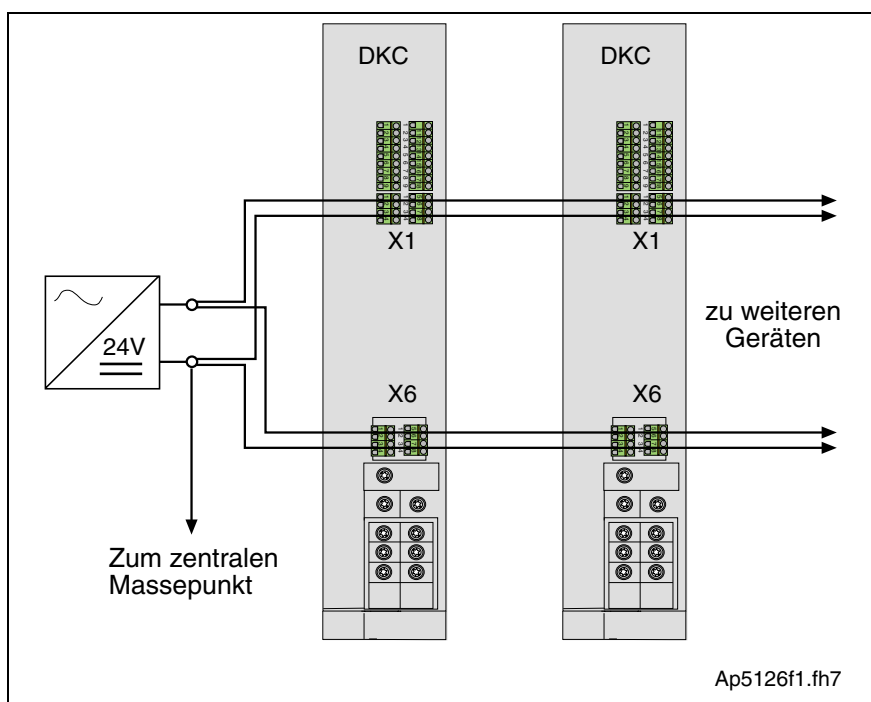 DKC
DKC
X1
X1
24V
zu weiteren
Geräten
X6
X6
Zum zentralen
Massepunkt
Ap5126f1.fh7